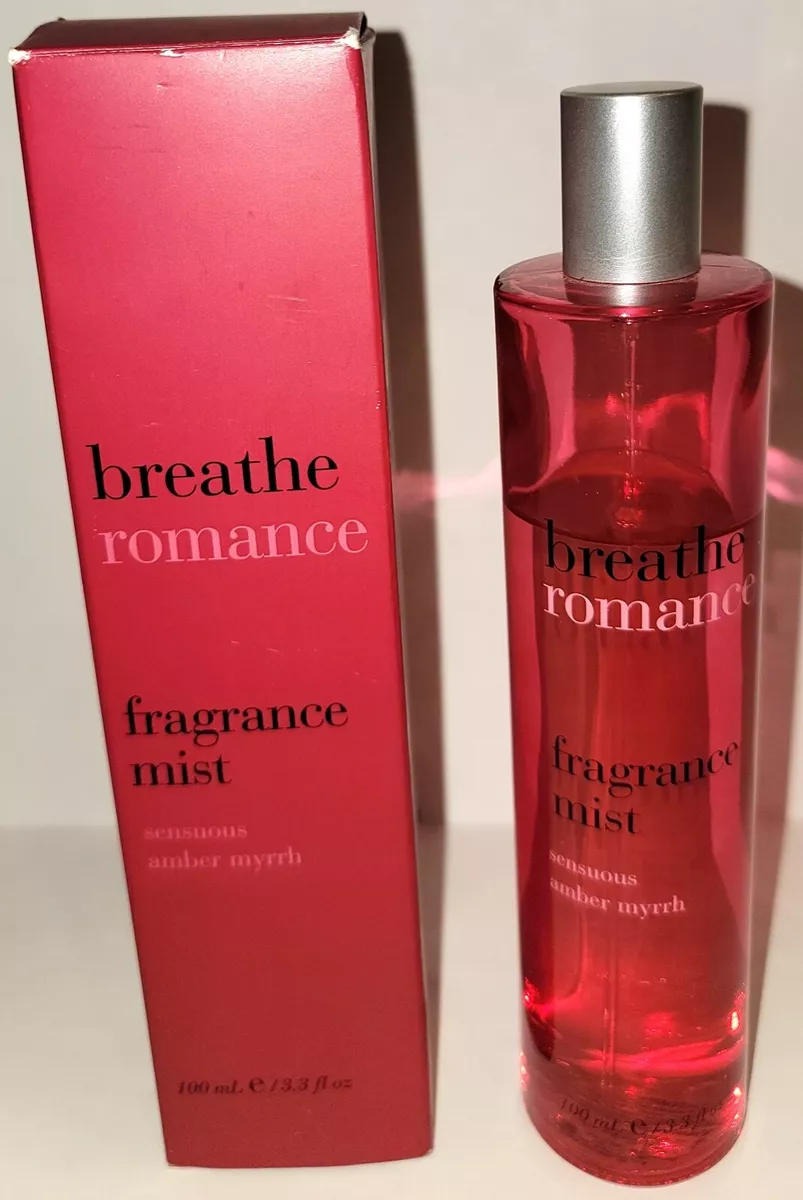 breathe
romance
fragrance
mist
sensuous
amber myrrh
100 mL ℮ / 3.3 fl oz
breathe
romance
fragrance
mist
sensuous
amber myrrh
100 mL ℮ / 3.3 fl oz